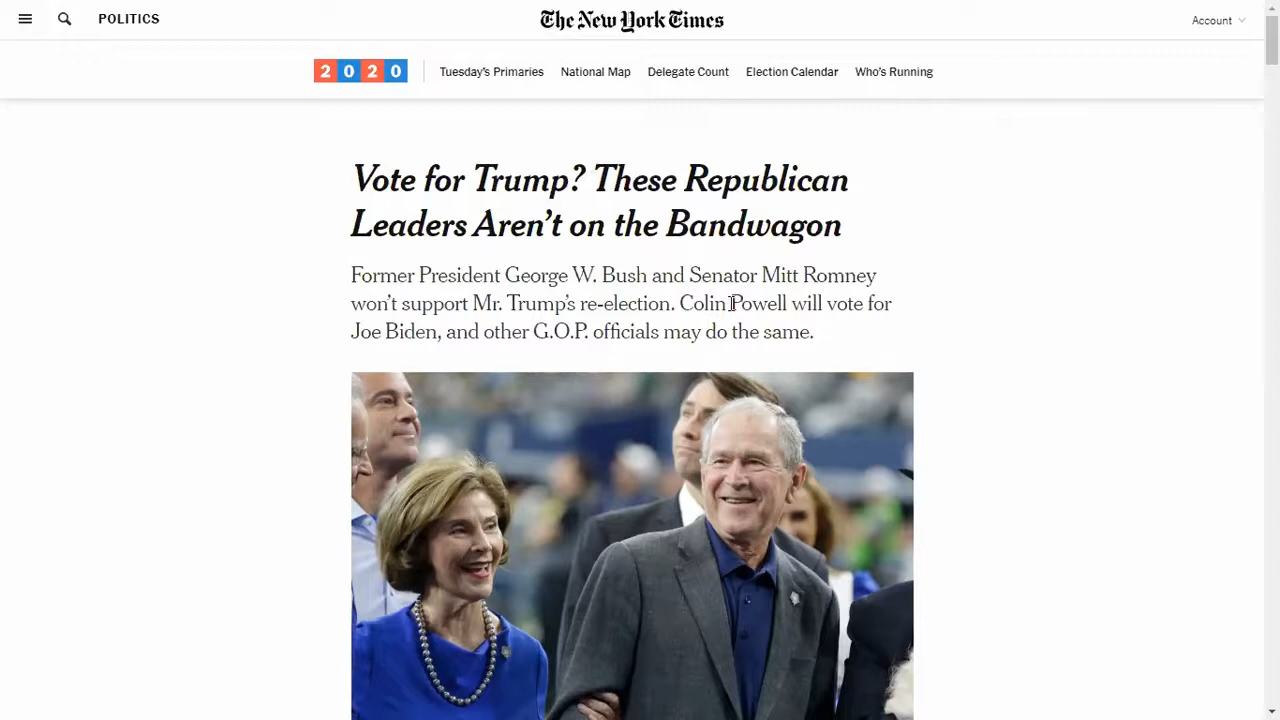 POLITICS
The New York Times
Account
2020
Tuesday's Primaries
National Map
Delegate Count
Election Calendar
Who's Running
Vote for Trump? These Republican
Leaders Aren't on the Bandwagon
Former President George W. Bush and Senator Mitt Romney
won't support Mr. Trump's re-election. Colin Powell will vote for
Joe Biden, and other G.O.P. officials may do the same.